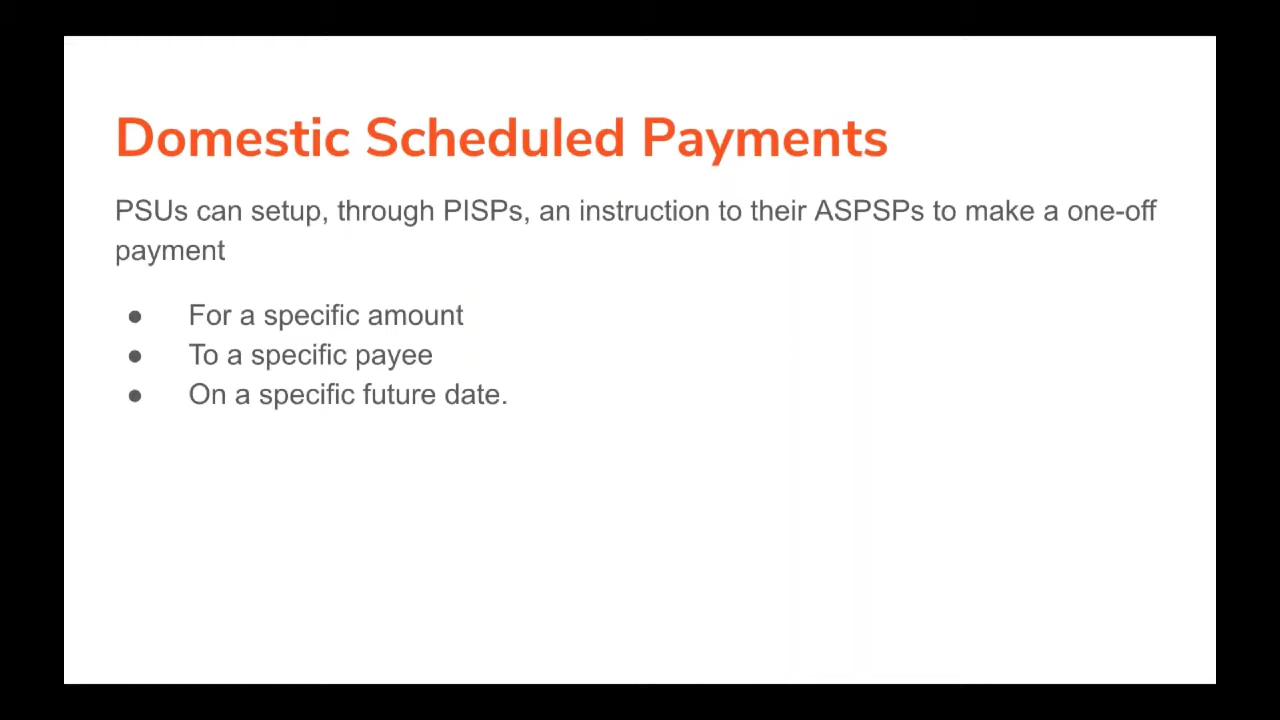 Domestic Scheduled Payments
PSUs can setup, through PISPs, an instruction to their ASPSPs to make a one-off
payment
● For a specific amount
● To a specific payee
● On a specific future date.